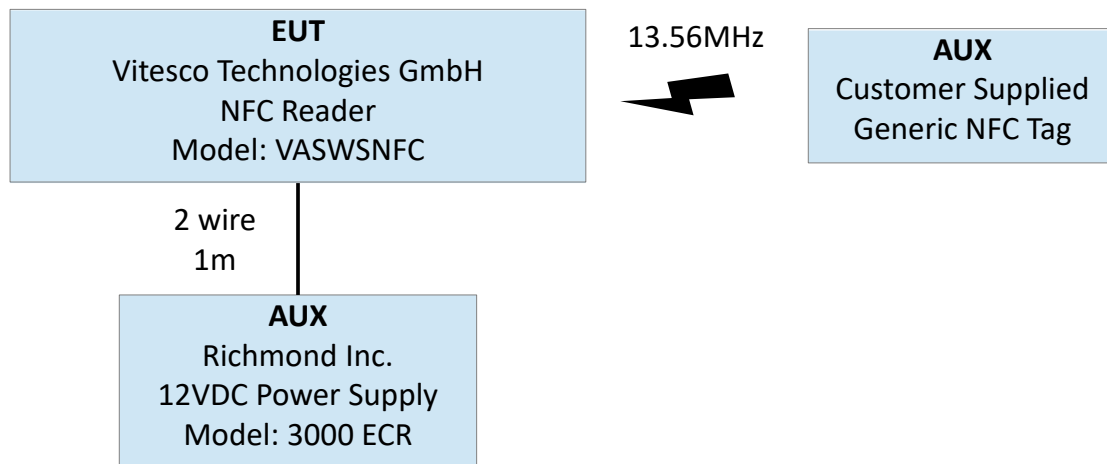 EUT
Vitesco Technologies GmbH
NFC Reader
Model: VASWSNFC
13.56MHz
AUX
Customer Supplied
Generic NFC Tag
2 wire
1m
AUX
Richmond Inc.
12VDC Power Supply
Model: 3000 ECR